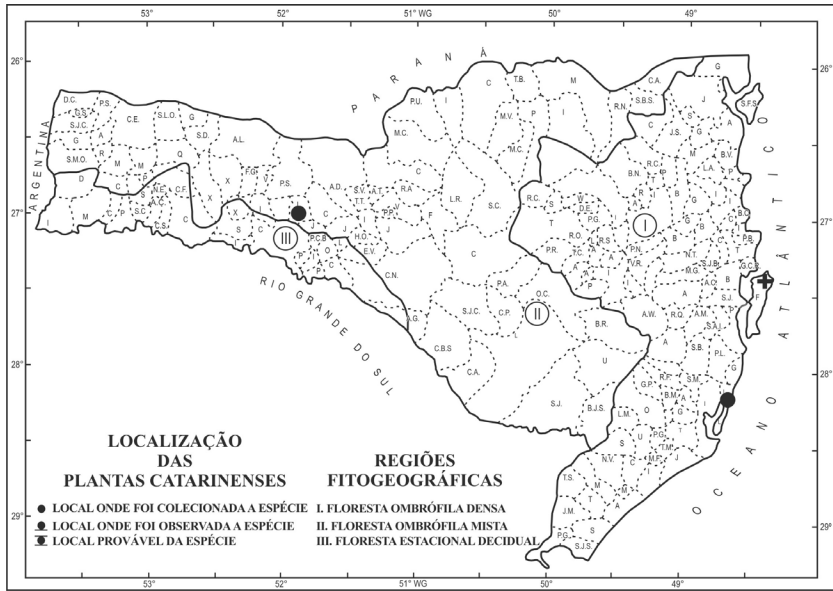 53° 52° 51° WG 50° 49°
PARANÁ
26° 26°
D.C. P.S. C.E. S.L.O. G S.D. A.L.
G.S. S.J.C. G A R S.M.O. M M Q
P.U. I C T.B. M M.C. M.V. P I M.C. R.N. S.B.S. C.A. G
S.F.S.
ARGENTINA
27° 27°
F.G. V P.S. X X
A.D. S.V. A.T. T.T. R.A. P.P. V F L.R. S.C. C
R.C. S T P.R. W D.E. P.G. R.O. L R.S. T.C. P.N. V.R.
C J.S. S J G A M B.V. R.C. B.N. L.A.
N.E. A.C. C.F. S.C. C.S.
P.C.B. H.O. E.V. C.N. A.G.
N.T. M.G. S.J.B. G.C.R. P.B. B.C.
I
II
III
P.A. O.C. S.J.C. C.P. L C.B.S C.A. B.R. U S.J. B.J.S.
A.W. R.Q. A.M. S.A.I. A.C. S.J. P F
RIO GRANDE DO SUL
OCEANO ATLÂNTICO
28° 28°
A S.B. P.L. G R.F. S.M. G.P. B.M. A I L.M. O G T
S U P.G. T.M. N.V. C M.F. J
T.S. M M T A J.M. P.G. S S.J.S.
29° 29°
LOCALIZAÇÃO
DAS
PLANTAS CATARINENSES
LOCAL ONDE FOI COLECIONADA A ESPÉCIE
LOCAL ONDE FOI OBSERVADA A ESPÉCIE
LOCAL PROVÁVEL DA ESPÉCIE
REGIÕES
FITOGEOGRÁFICAS
I. FLORESTA OMBRÓFILA DENSA
II. FLORESTA OMBRÓFILA MISTA
III. FLORESTA ESTACIONAL DECIDUAL
53° 52° 51° WG 50° 49°